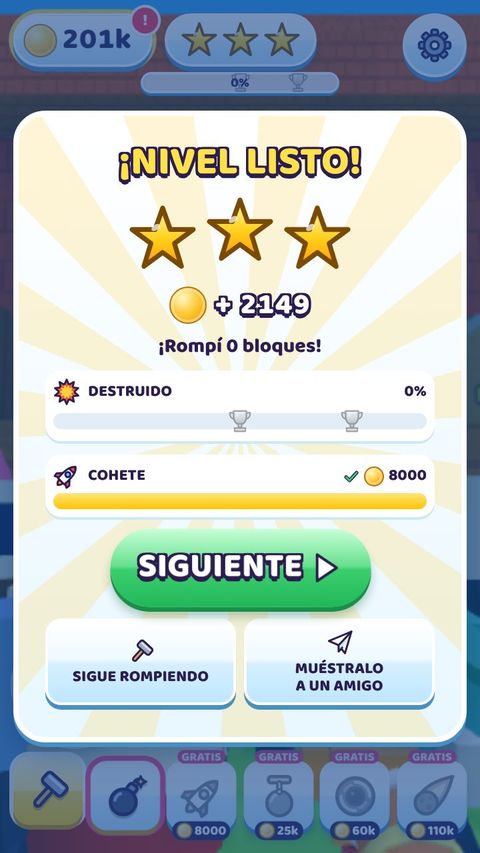 201k !
0%
¡NIVEL LISTO!
+ 2149
¡Rompí 0 bloques!
DESTRUIDO 0%
COHETE 8000
SIGUIENTE
SIGUE ROMPIENDO
MUÉSTRALO
A UN AMIGO
GRATIS GRATIS GRATIS GRATIS
8000 25k 60k 110k